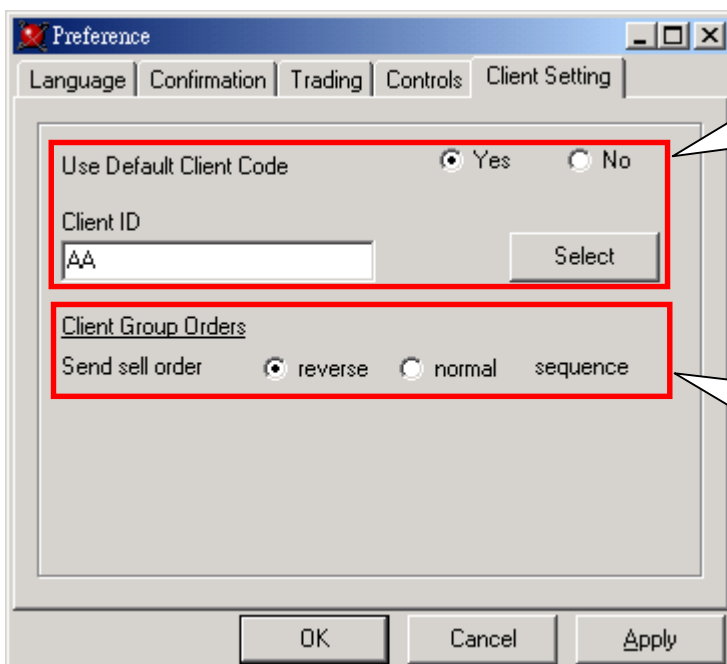 Preference
Language Confirmation Trading Controls Client Setting
Use Default Client Code Yes No
Client ID
AA Select
Client Group Orders
Send sell order reverse normal sequence
OK Cancel Apply